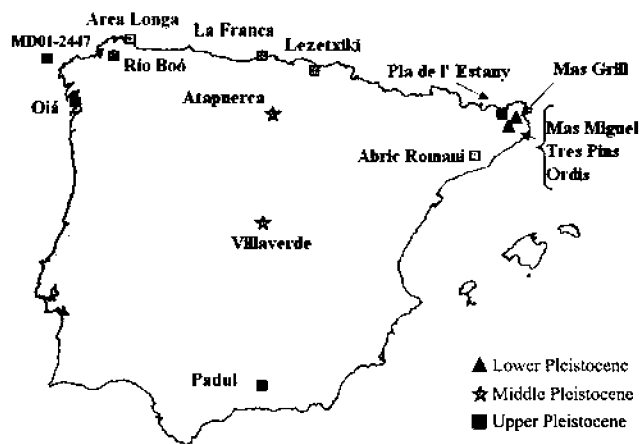 Area Longa
La Franca
MD01-2447
Lezetxiki
Río Boó
Pla de l' Estany
Mas Grill
Oiá
Atapuerca
Mas Miguel
Tres Pins
Ordis
Abric Romaní
Villaverde
Padul
Lower Pleistocene
Middle Pleistocene
Upper Pleistocene